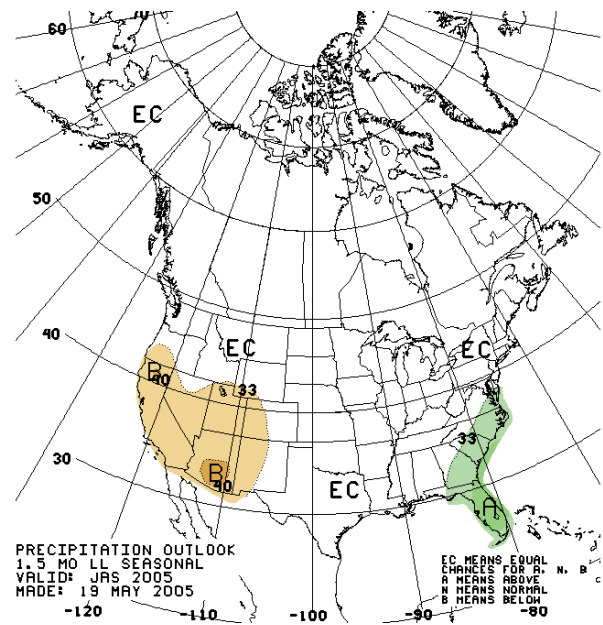 70
60
EC
50
40
EC
EC
B
40
33
33
B
40
EC
30
A
PRECIPITATION OUTLOOK
1.5 MO LL SEASONAL
VALID: JAS 2005
MADE: 19 MAY 2005
EC MEANS EQUAL
CHANCES FOR A, N, B
A MEANS ABOVE
N MEANS NORMAL
B MEANS BELOW
-120
-110
-100
-90
-80